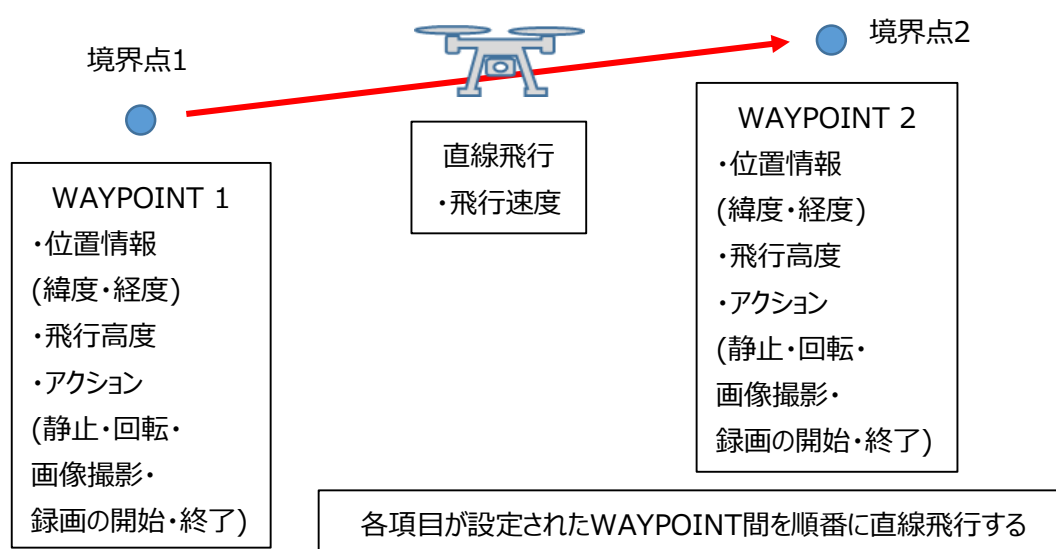 境界点1
境界点2
WAYPOINT 1
・位置情報
(緯度・経度)
・飛行高度
・アクション
(静止・回転・
画像撮影・
録画の開始・終了)
直線飛行
・飛行速度
WAYPOINT 2
・位置情報
(緯度・経度)
・飛行高度
・アクション
(静止・回転・
画像撮影・
録画の開始・終了)
各項目が設定されたWAYPOINT間を順番に直線飛行する